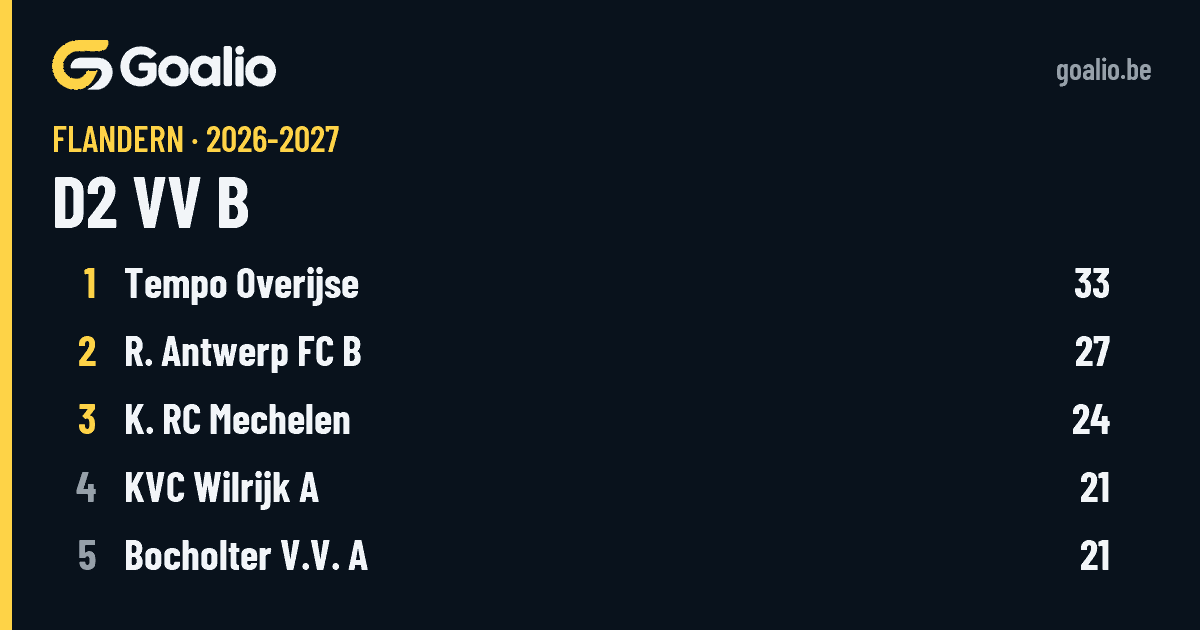 Goalio
goalio.be
FLANDERN · 2026-2027
D2 VV B
1 Tempo Overijse 33
2 R. Antwerp FC B 27
3 K. RC Mechelen 24
4 KVC Wilrijk A 21
5 Bocholter V.V. A 21